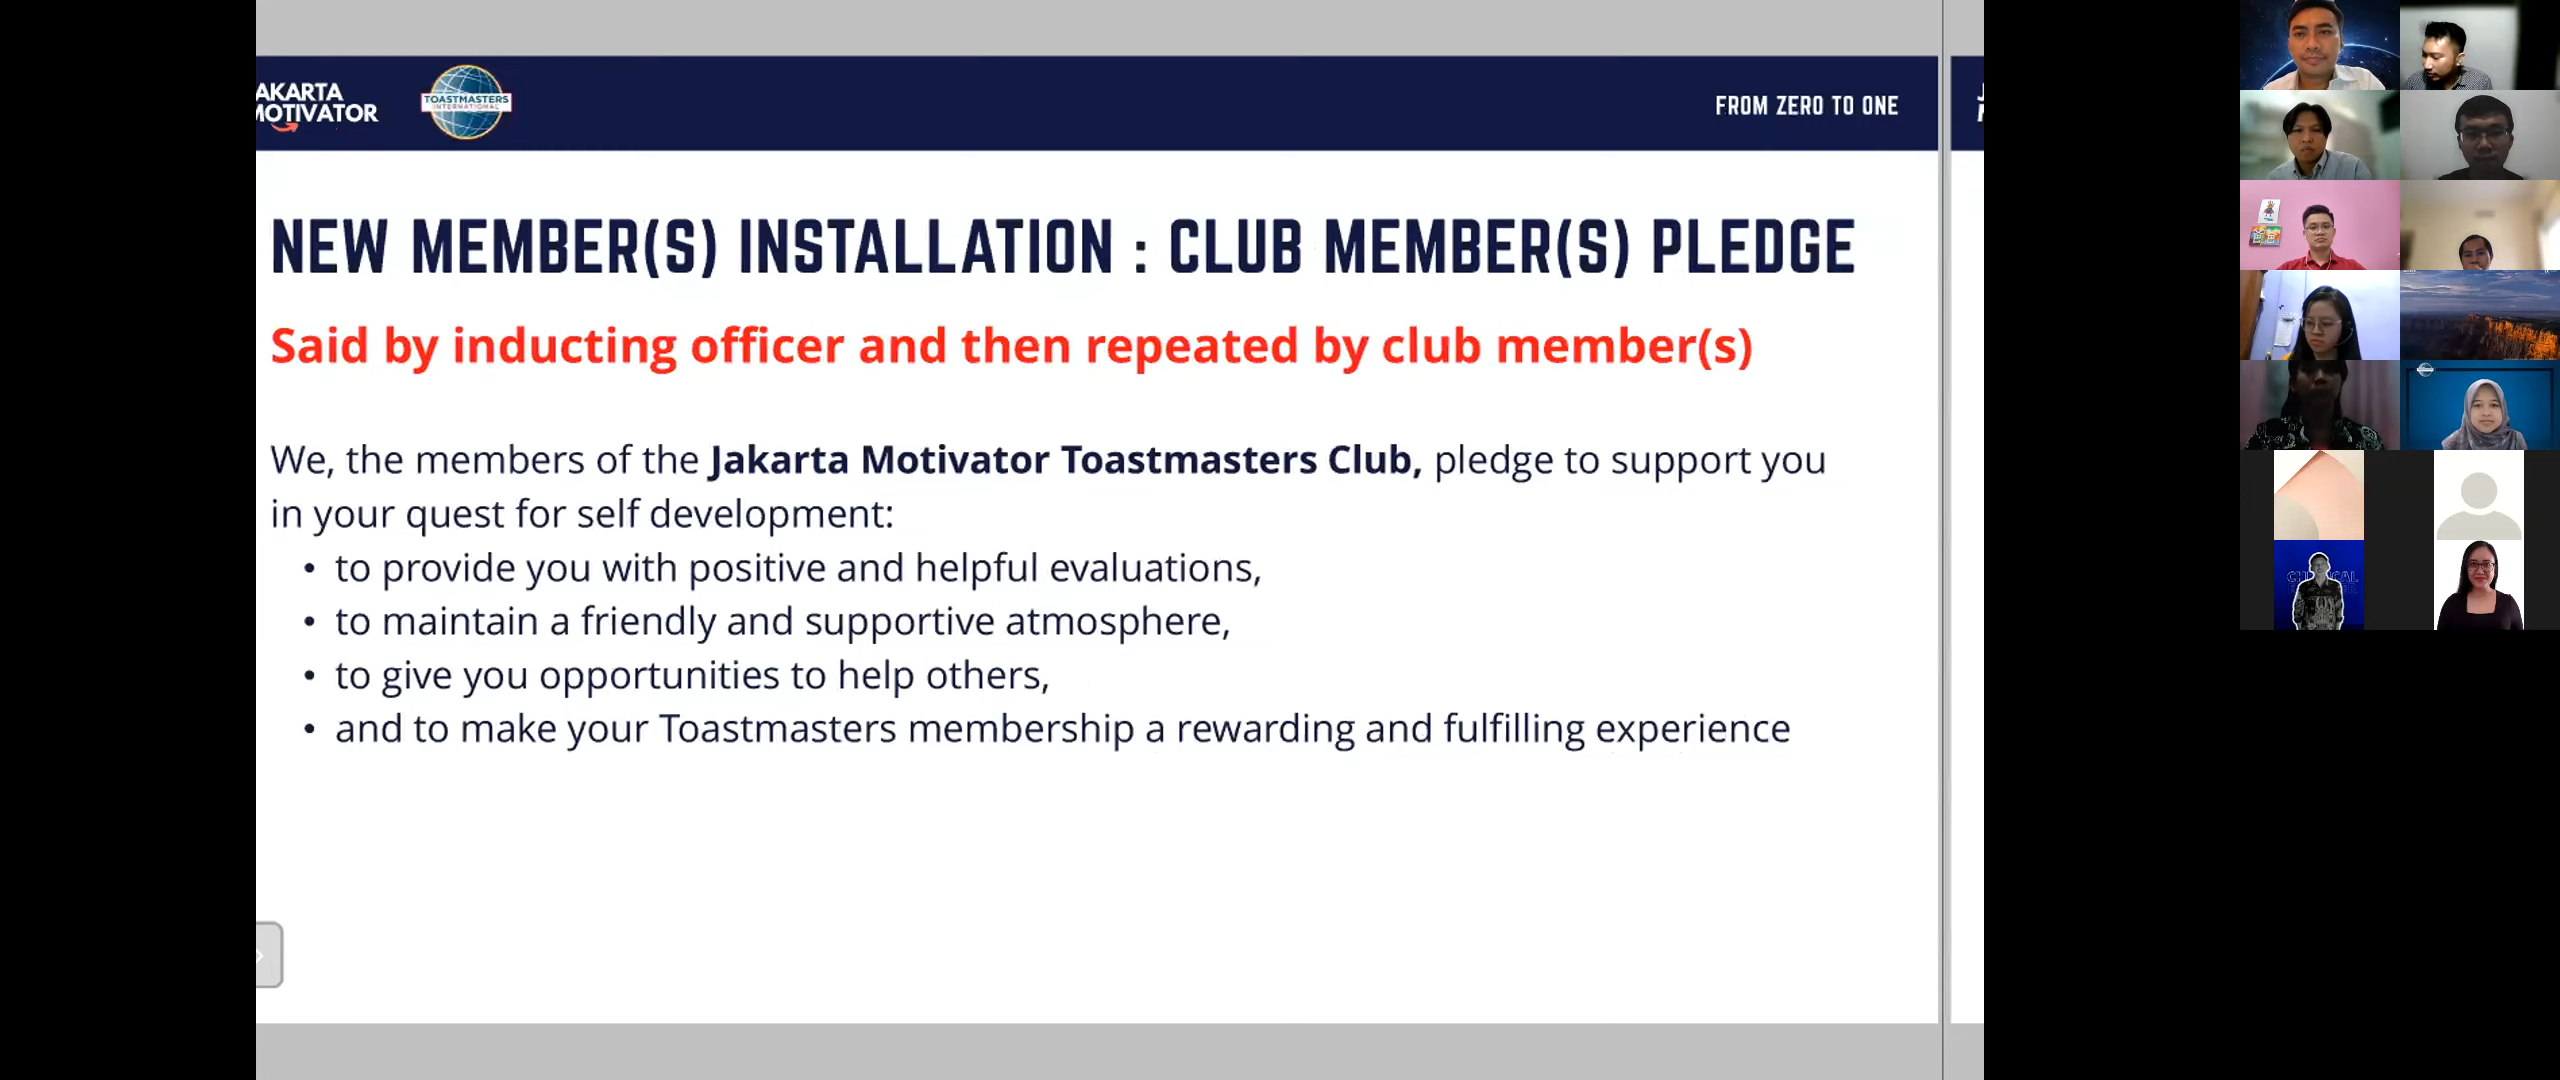 AKARTA
MOTIVATOR
TOASTMASTERS
INTERNATIONAL
FROM ZERO TO ONE
NEW MEMBER(S) INSTALLATION : CLUB MEMBER(S) PLEDGE
Said by inducting officer and then repeated by club member(s)
We, the members of the Jakarta Motivator Toastmasters Club, pledge to support you
in your quest for self development:
• to provide you with positive and helpful evaluations,
• to maintain a friendly and supportive atmosphere,
• to give you opportunities to help others,
• and to make your Toastmasters membership a rewarding and fulfilling experience